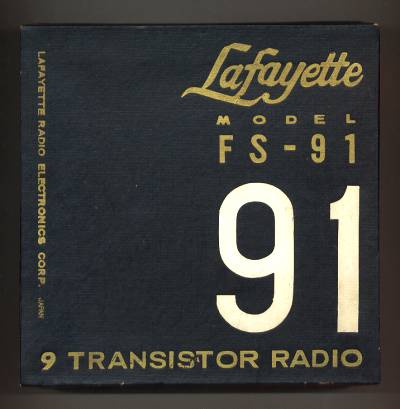 Lafayette
MODEL
FS-91
91
9 TRANSISTOR RADIO
LAFAYETTE RADIO ELECTRONICS CORP. JAPAN